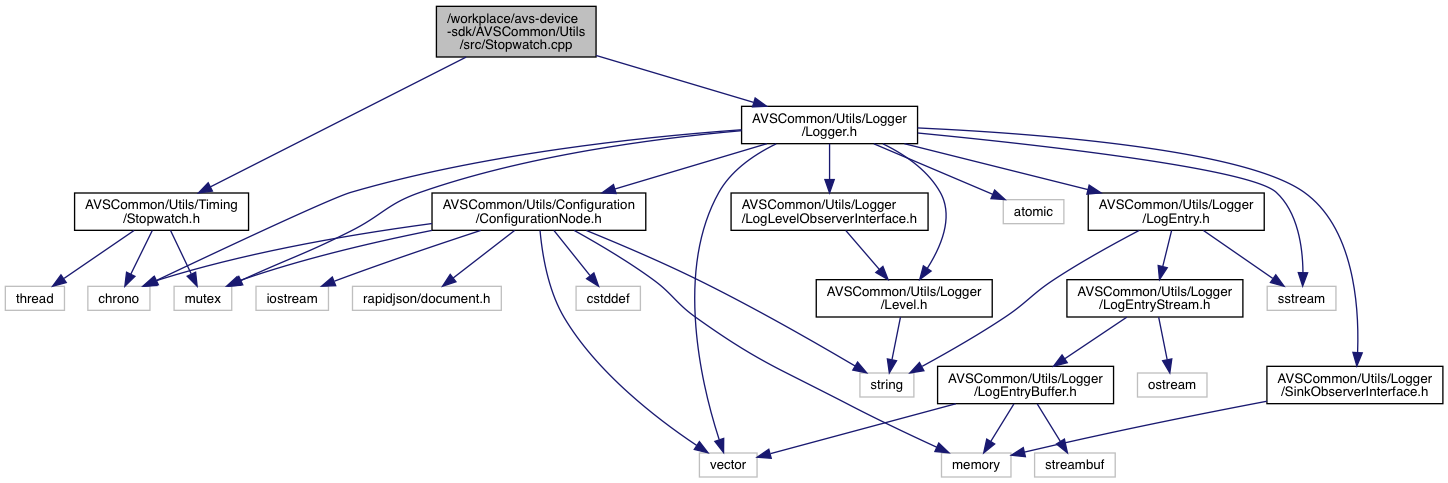 /workplace/avs-device
-sdk/AVSCommon/Utils
/src/Stopwatch.cpp
AVSCommon/Utils/Logger
/Logger.h
AVSCommon/Utils/Timing
/Stopwatch.h
AVSCommon/Utils/Configuration
/ConfigurationNode.h
AVSCommon/Utils/Logger
/LogLevelObserverInterface.h
atomic
AVSCommon/Utils/Logger
/LogEntry.h
thread
chrono
mutex
iostream
rapidjson/document.h
cstddef
AVSCommon/Utils/Logger
/Level.h
AVSCommon/Utils/Logger
/LogEntryStream.h
sstream
string
AVSCommon/Utils/Logger
/LogEntryBuffer.h
ostream
AVSCommon/Utils/Logger
/SinkObserverInterface.h
vector
memory
streambuf